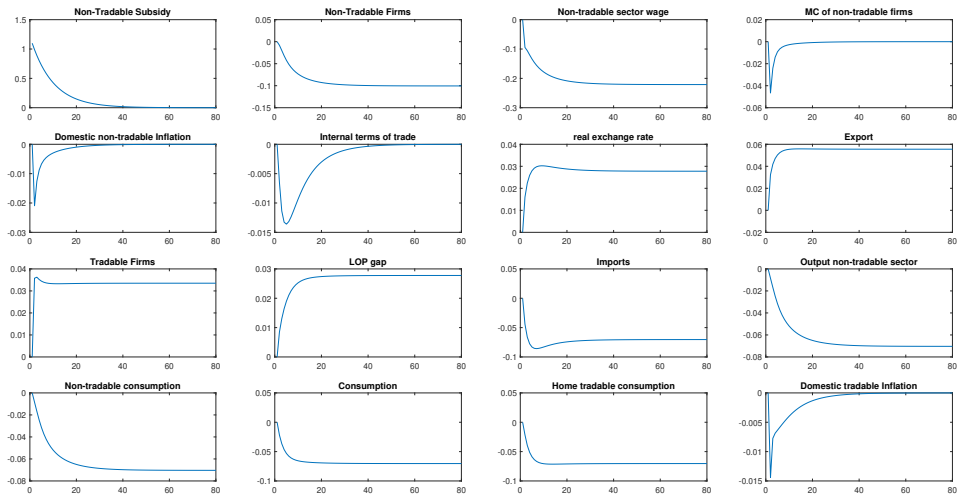 Non-Tradable Subsidy
1.5
1
0.5
0
0 20 40 60 80
Non-Tradable Firms
0.05
0
-0.05
-0.1
-0.15
0 20 40 60 80
Non-tradable sector wage
0
-0.1
-0.2
-0.3
0 20 40 60 80
MC of non-tradable firms
0.02
0
-0.02
-0.04
-0.06
0 20 40 60 80
Domestic non-tradable Inflation
0
-0.01
-0.02
-0.03
0 20 40 60 80
Internal terms of trade
0
-0.005
-0.01
-0.015
0 20 40 60 80
real exchange rate
0.04
0.03
0.02
0.01
0
0 20 40 60 80
Export
0.06
0.04
0.02
0
-0.02
0 20 40 60 80
Tradable Firms
0.04
0.03
0.02
0.01
0
0 20 40 60 80
LOP gap
0.03
0.02
0.01
0
0 20 40 60 80
Imports
0.05
0
-0.05
-0.1
0 20 40 60 80
Output non-tradable sector
0
-0.02
-0.04
-0.06
-0.08
0 20 40 60 80
Non-tradable consumption
0
-0.02
-0.04
-0.06
-0.08
0 20 40 60 80
Consumption
0.05
0
-0.05
-0.1
0 20 40 60 80
Home tradable consumption
0.05
0
-0.05
-0.1
0 20 40 60 80
Domestic tradable Inflation
0
-0.005
-0.01
-0.015
0 20 40 60 80